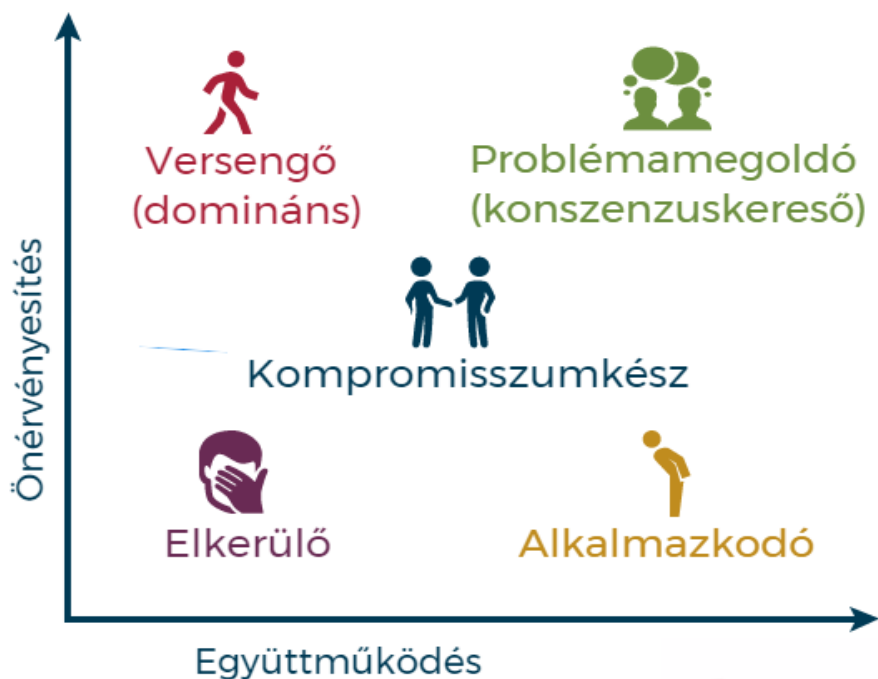 Versengő
(domináns)
Problémamegoldó
(konszenzuskereső)
Kompromisszumkész
Elkerülő
Alkalmazkodó
Önérvényesítés
Együttműködés